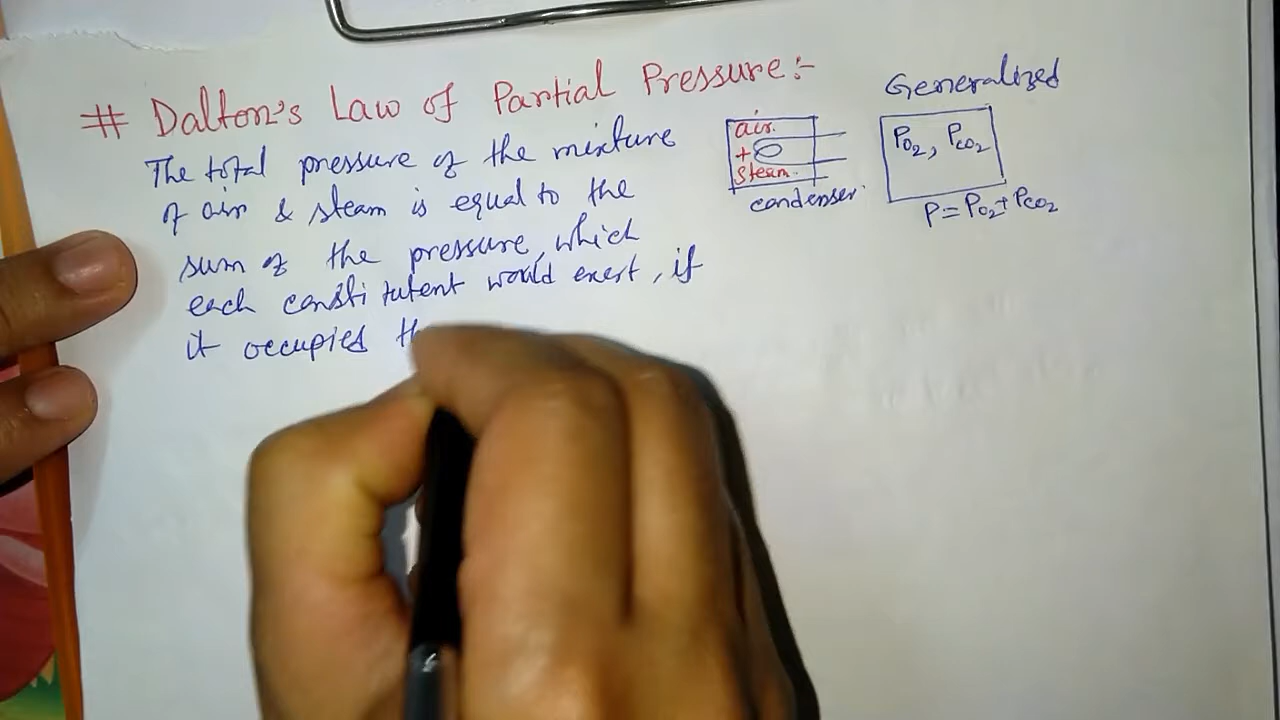 # Dalton's Law of Partial Pressure:-
The total pressure of the mixture
of air & steam is equal to the
sum of the pressure, which
each constitutent would exert, if
it occupies
air
+
steam
condenser
Generalized
PO2, PCO2
P = PO2 + PCO2